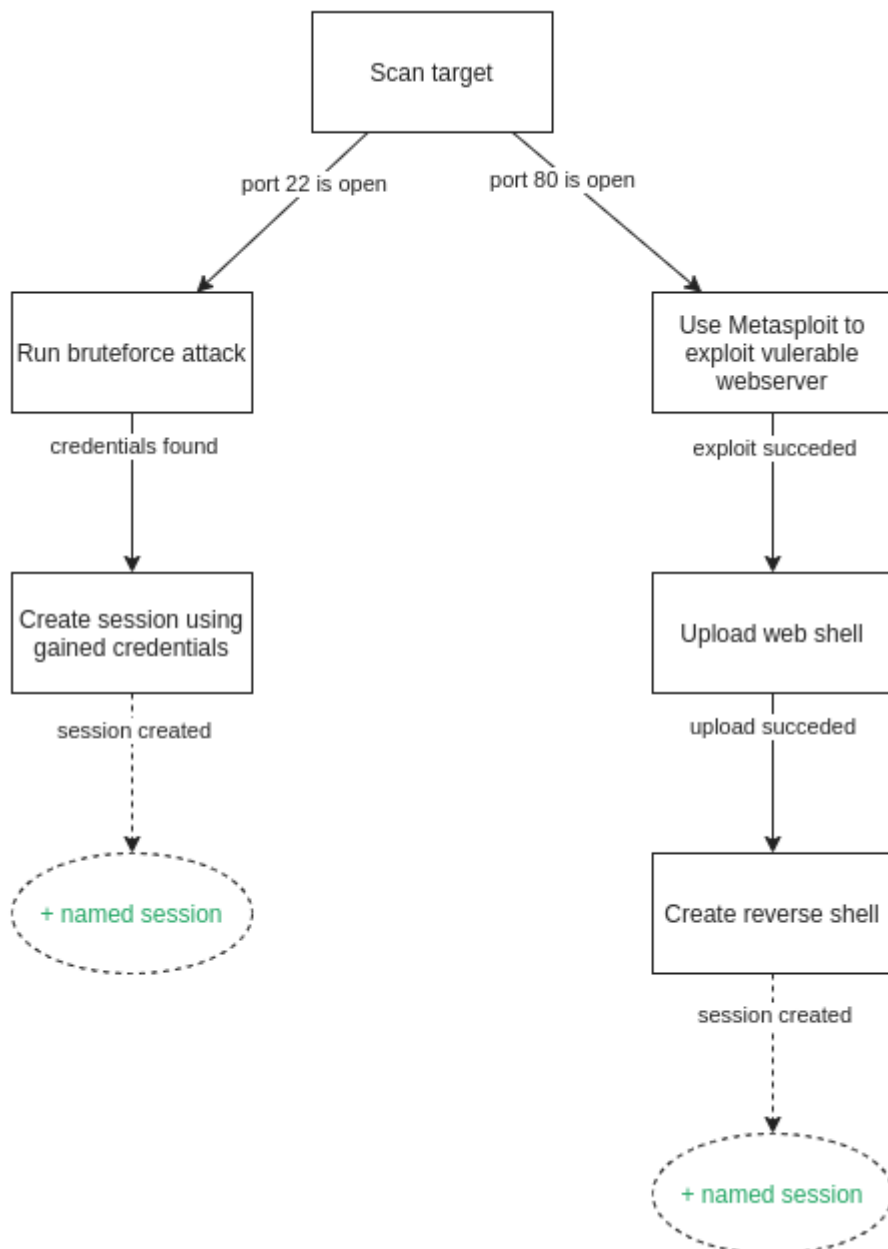 Scan target
port 22 is open
port 80 is open
Run bruteforce attack
Use Metasploit to
exploit vulerable
webserver
credentials found
exploit succeded
Create session using
gained credentials
Upload web shell
session created
upload succeded
+ named session
Create reverse shell
session created
+ named session